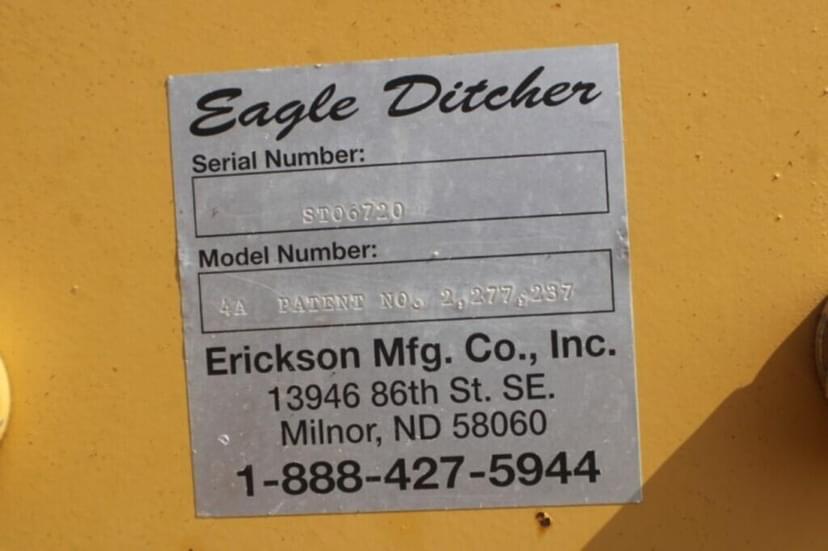 Eagle Ditcher
Serial Number:
ST06720
Model Number:
4A PATENT NO. 2,277,237
Erickson Mfg. Co., Inc.
13946 86th St. SE.
Milnor, ND 58060
1-888-427-5944